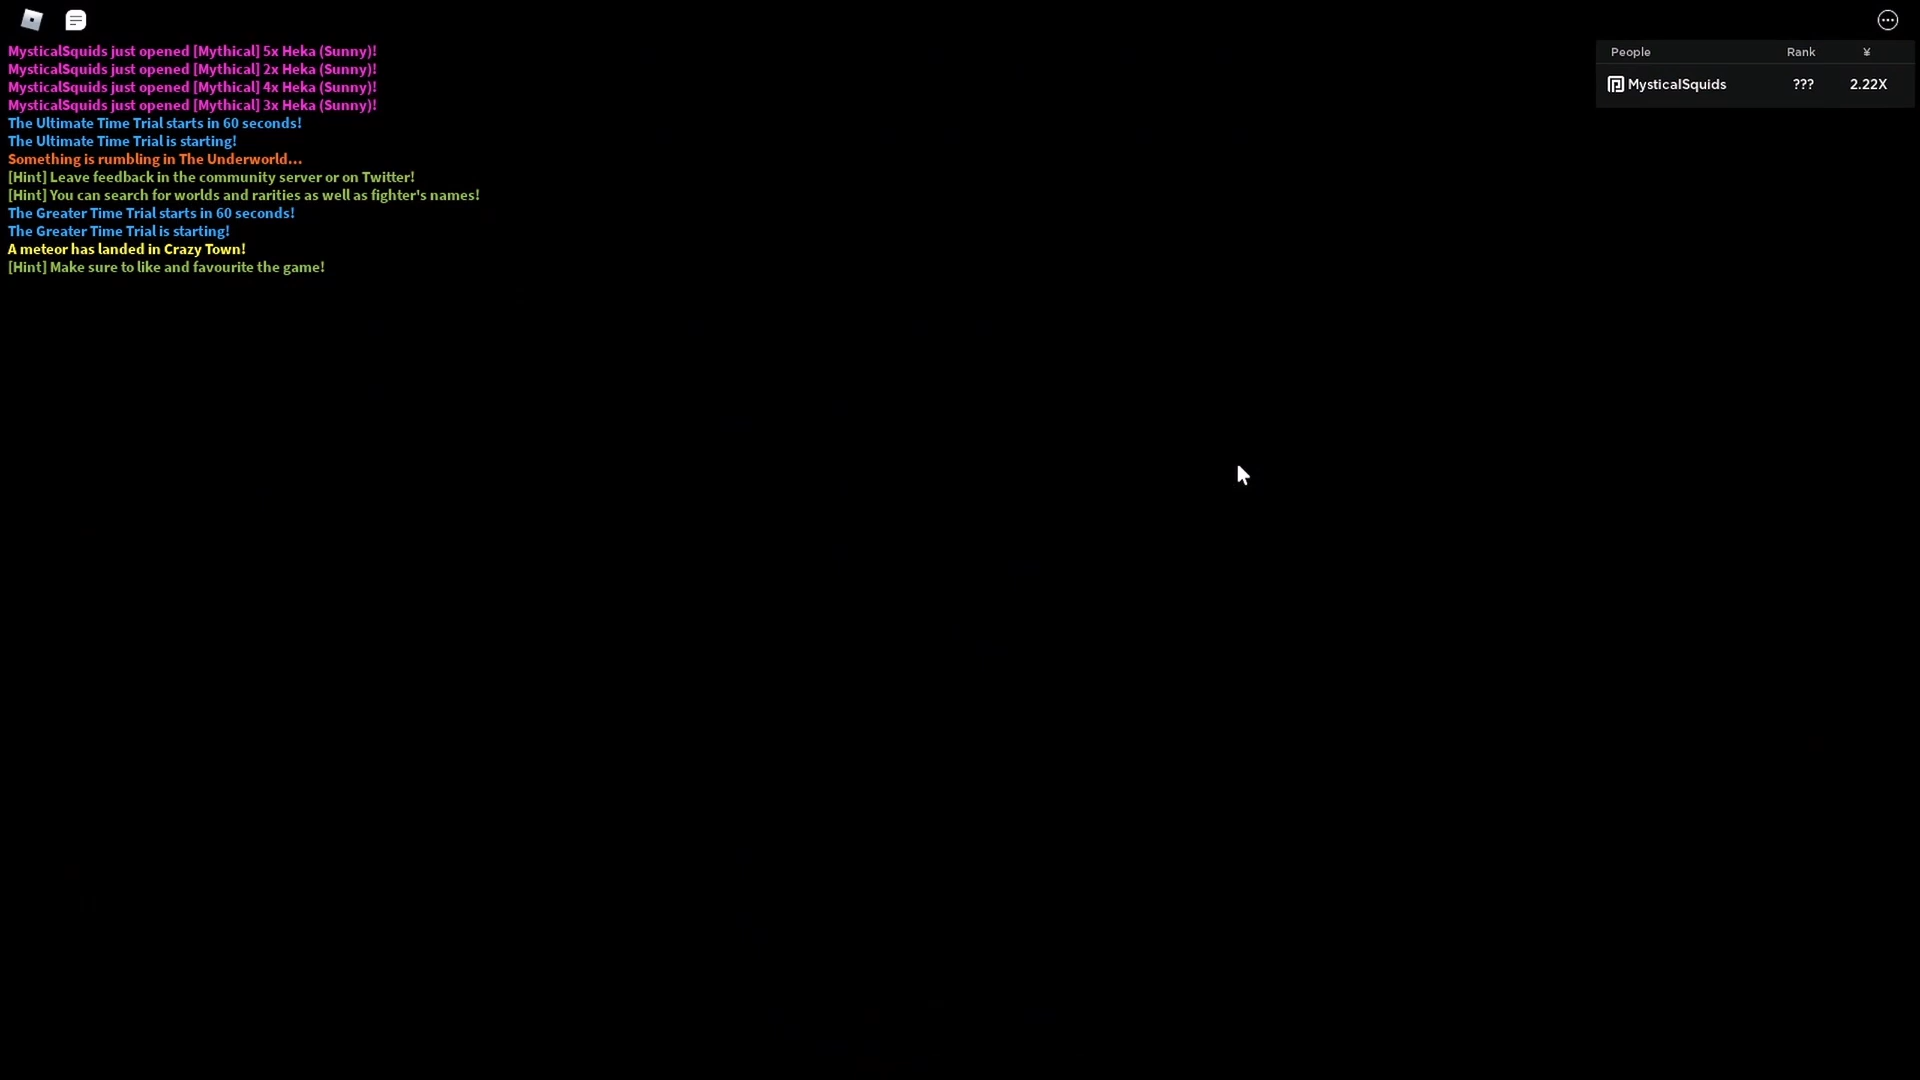 MysticalSquids just opened [Mythical] 5x Heka (Sunny)!
MysticalSquids just opened [Mythical] 2x Heka (Sunny)!
MysticalSquids just opened [Mythical] 4x Heka (Sunny)!
MysticalSquids just opened [Mythical] 3x Heka (Sunny)!
The Ultimate Time Trial starts in 60 seconds!
The Ultimate Time Trial is starting!
Something is rumbling in The Underworld...
[Hint] Leave feedback in the community server or on Twitter!
[Hint] You can search for worlds and rarities as well as fighter's names!
The Greater Time Trial starts in 60 seconds!
The Greater Time Trial is starting!
A meteor has landed in Crazy Town!
[Hint] Make sure to like and favourite the game!
People Rank ¥
MysticalSquids ??? 2.22X